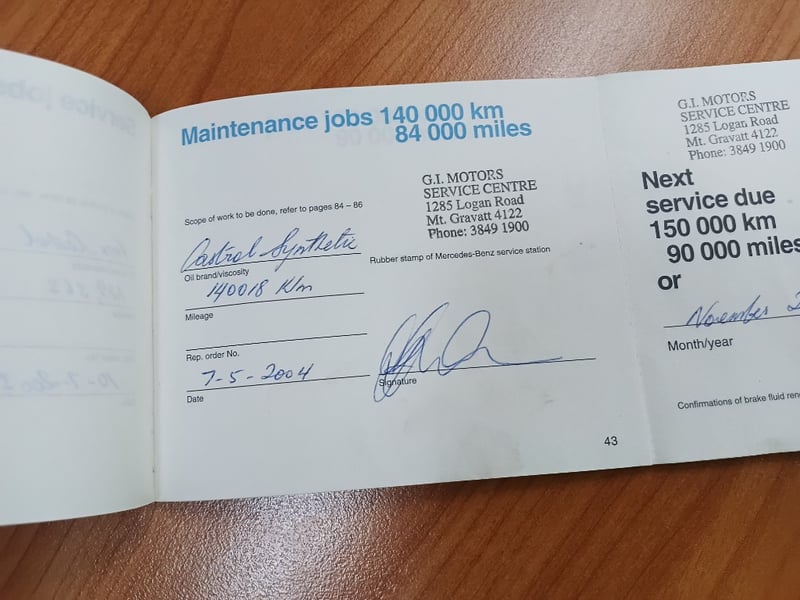 Maintenance jobs 140 000 km
84 000 miles
G.I. MOTORS
SERVICE CENTRE
1285 Logan Road
Mt. Gravatt 4122
Phone: 3849 1900
Scope of work to be done, refer to pages 84 – 86
Castrol Synthetic
Oil brand/viscosity
Rubber stamp of Mercedes-Benz service station
140018 Km
Mileage
Rep. order No.
7-5-2004
Date
Signature
43
G.I. MOTORS
SERVICE CENTRE
1285 Logan Road
Mt. Gravatt 4122
Phone: 3849 1900
Next
service due
150 000 km
90 000 miles
or
November 2
Month/year
Confirmations of brake fluid